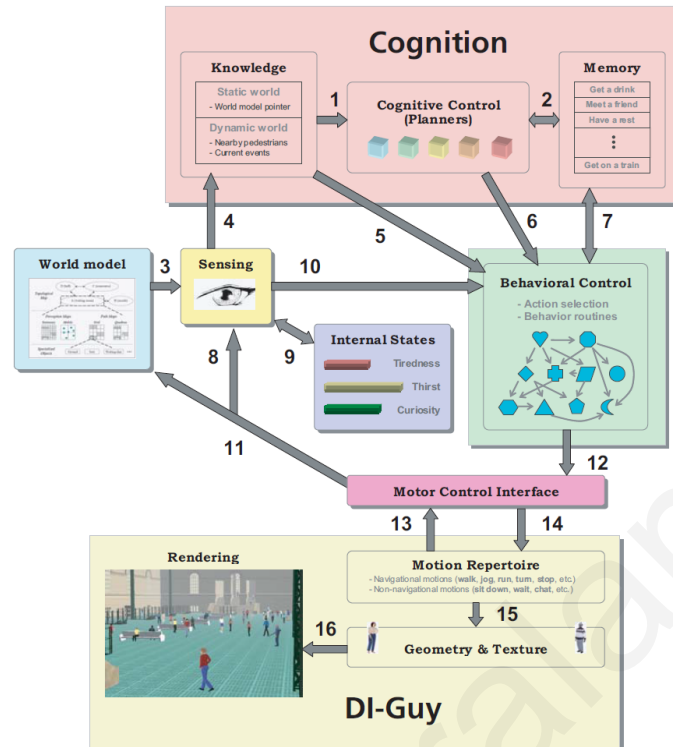 Cognition
Knowledge
Static world
- World model pointer
Dynamic world
- Nearby pedestrians
- Current events
1
Cognitive Control
(Planners)
2
Memory
Get a drink
Meet a friend
Have a rest
Get on a train
4
5
6
7
World model
3
Sensing
10
Behavioral Control
- Action selection
- Behavior routines
8
9
Internal States
Tiredness
Thirst
Curiosity
11
12
Motor Control Interface
13
14
Rendering
Motion Repertoire
- Navigational motions (walk, jog, run, turn, stop, etc.)
- Non-navigational motions (sit down, wait, chat, etc.)
15
16
Geometry & Texture
DI-Guy